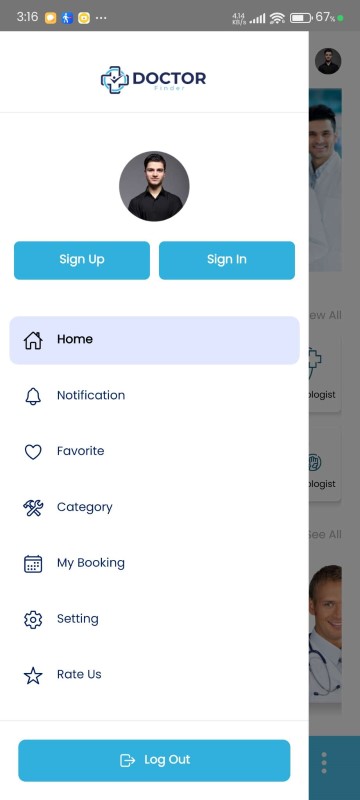 3:16
4.14
KB/s
67%
DOCTOR
Finder
Sign Up
Sign In
Home
ew All
Notification
ologist
Favorite
ologist
Category
See All
My Booking
Setting
Rate Us
Log Out